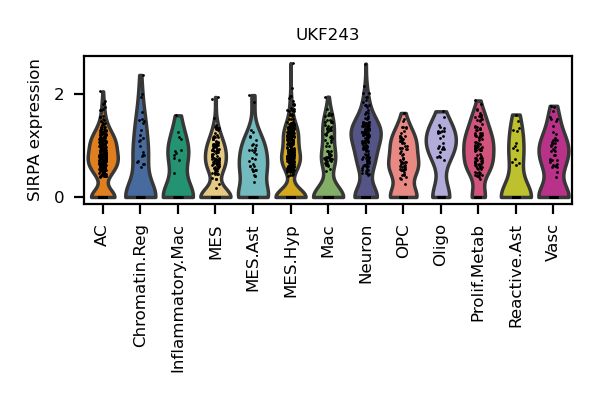 UKF243
SIRPA expression
2
0
AC
Chromatin.Reg
Inflammatory.Mac
MES
MES.Ast
MES.Hyp
Mac
Neuron
OPC
Oligo
Prolif.Metab
Reactive.Ast
Vasc